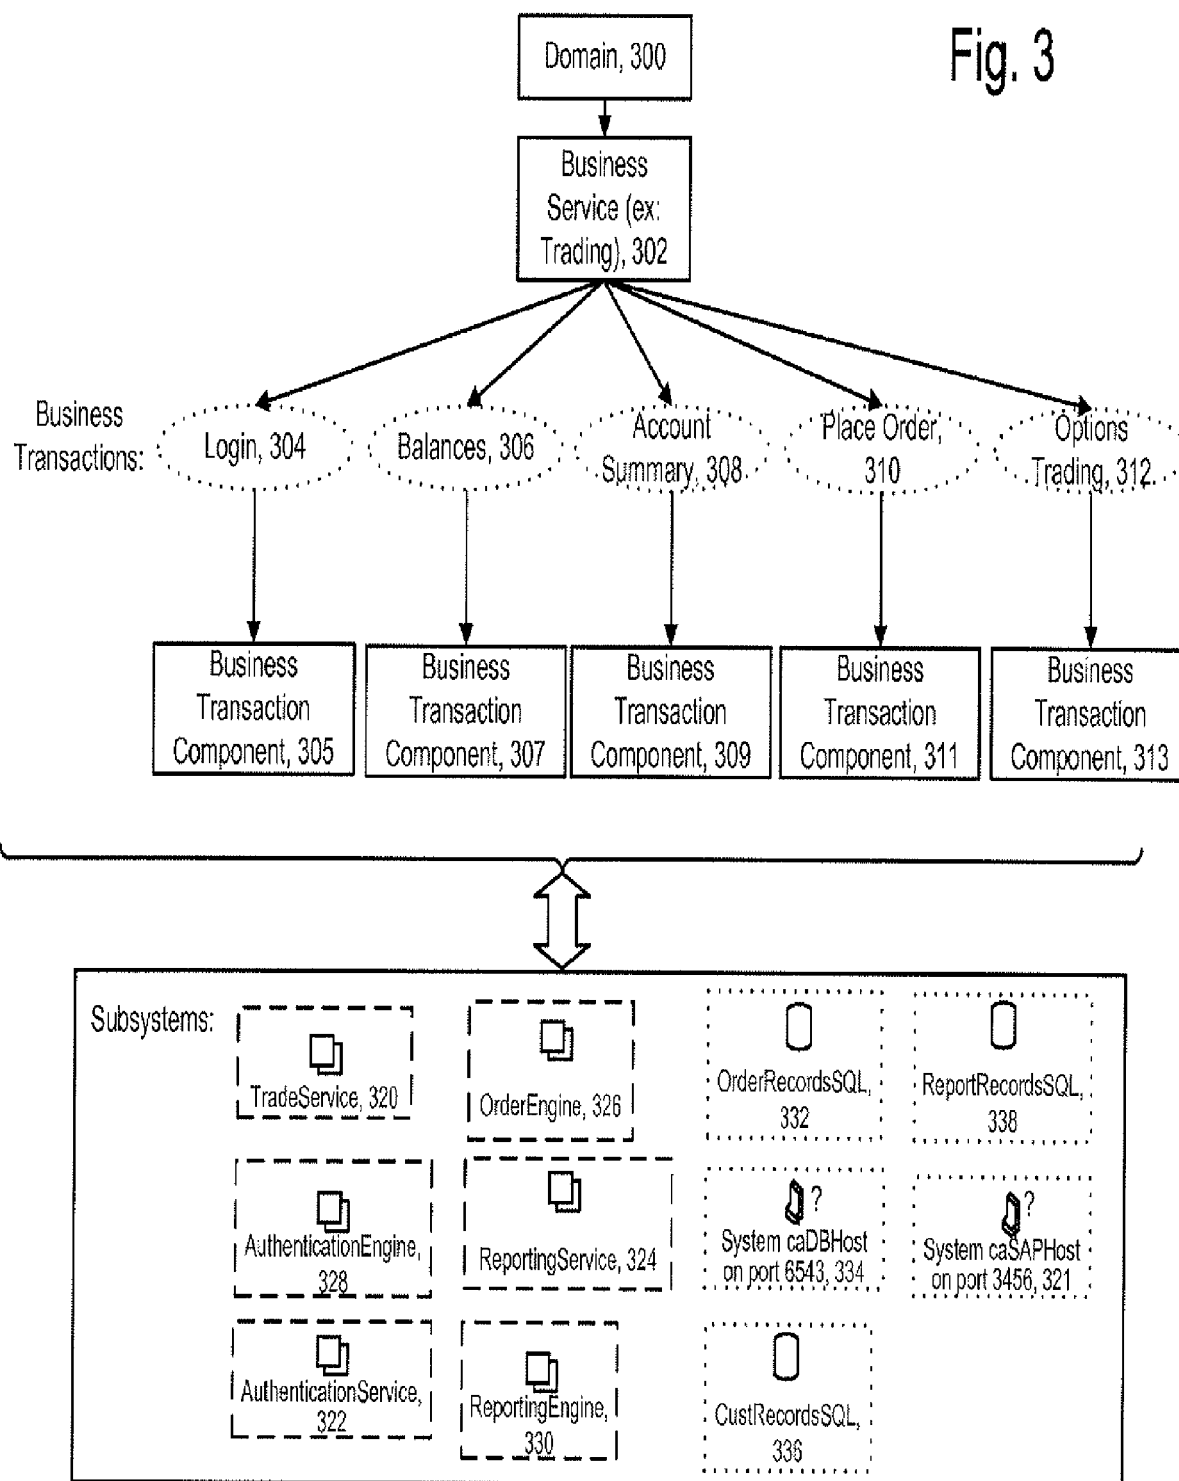 Fig. 3
Domain, 300
Business
Service (ex:
Trading), 302
Business
Transactions:
Login, 304
Balances, 306
Account
Summary, 308
Place Order,
310
Options
Trading, 312
Business
Transaction
Component, 305
Business
Transaction
Component, 307
Business
Transaction
Component, 309
Business
Transaction
Component, 311
Business
Transaction
Component, 313
Subsystems:
TradeService, 320
OrderEngine, 326
OrderRecordsSQL,
332
ReportRecordsSQL,
338
AuthenticationEngine,
328
ReportingService, 324
?
System caDBHost
on port 6543, 334
?
System caSAPHost
on port 3456, 321
AuthenticationService,
322
ReportingEngine,
330
CustRecordsSQL,
336